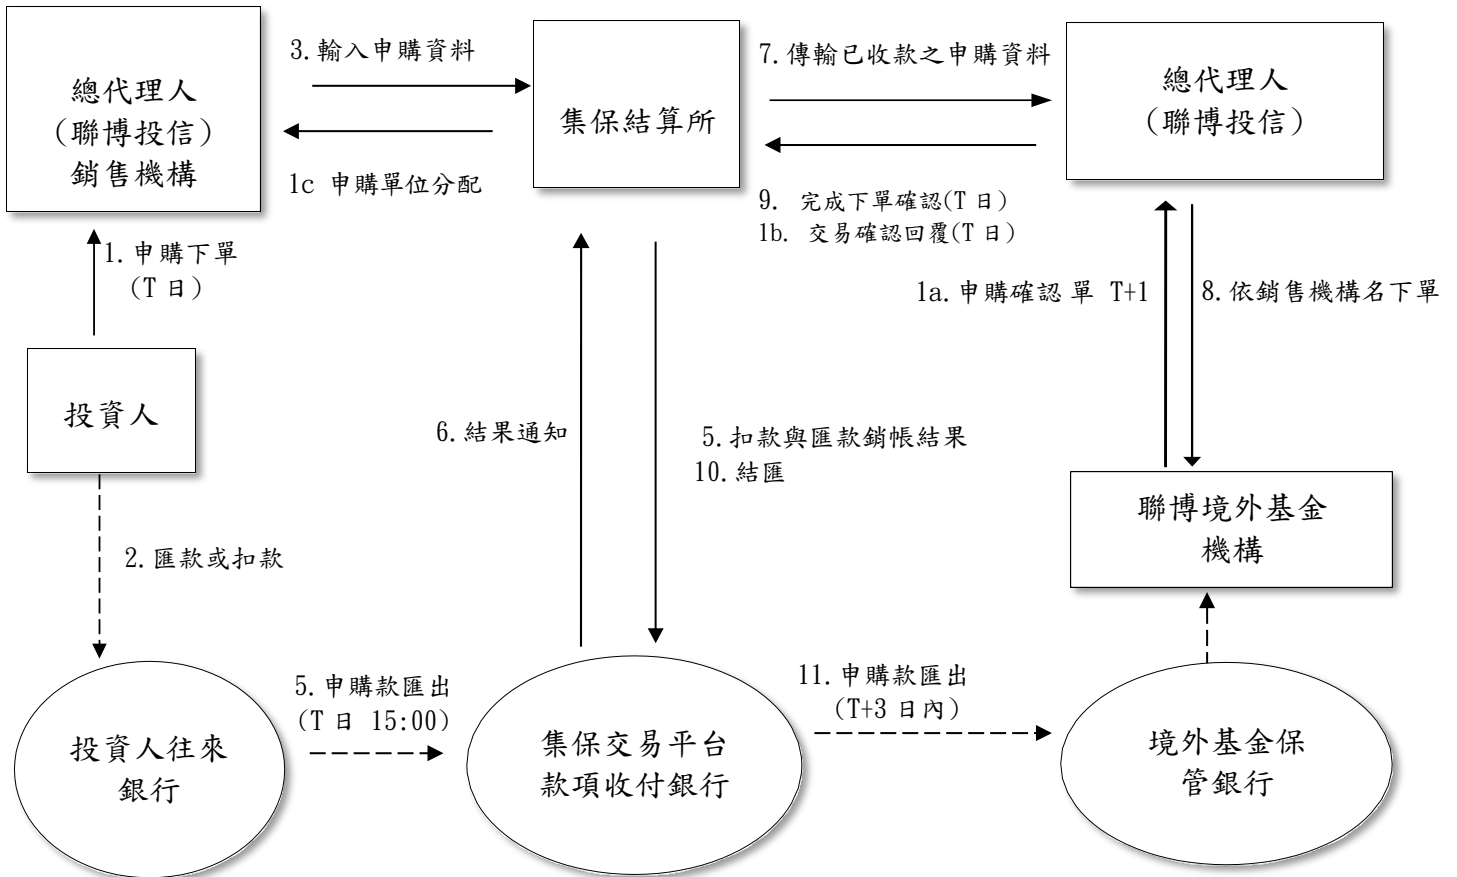 總代理人
(聯博投信)
銷售機構
3.輸入申購資料
1c 申購單位分配
集保結算所
7.傳輸已收款之申購資料
9. 完成下單確認(T日)
1b. 交易確認回覆(T日)
總代理人
(聯博投信)
1.申購下單
(T日)
1a.申購確認單 T+1
8.依銷售機構名下單
投資人
6.結果通知
5.扣款與匯款銷帳結果
10.結匯
聯博境外基金
機構
2.匯款或扣款
5.申購款匯出
(T日 15:00)
11.申購款匯出
(T+3日內)
投資人往來
銀行
集保交易平台
款項收付銀行
境外基金保
管銀行